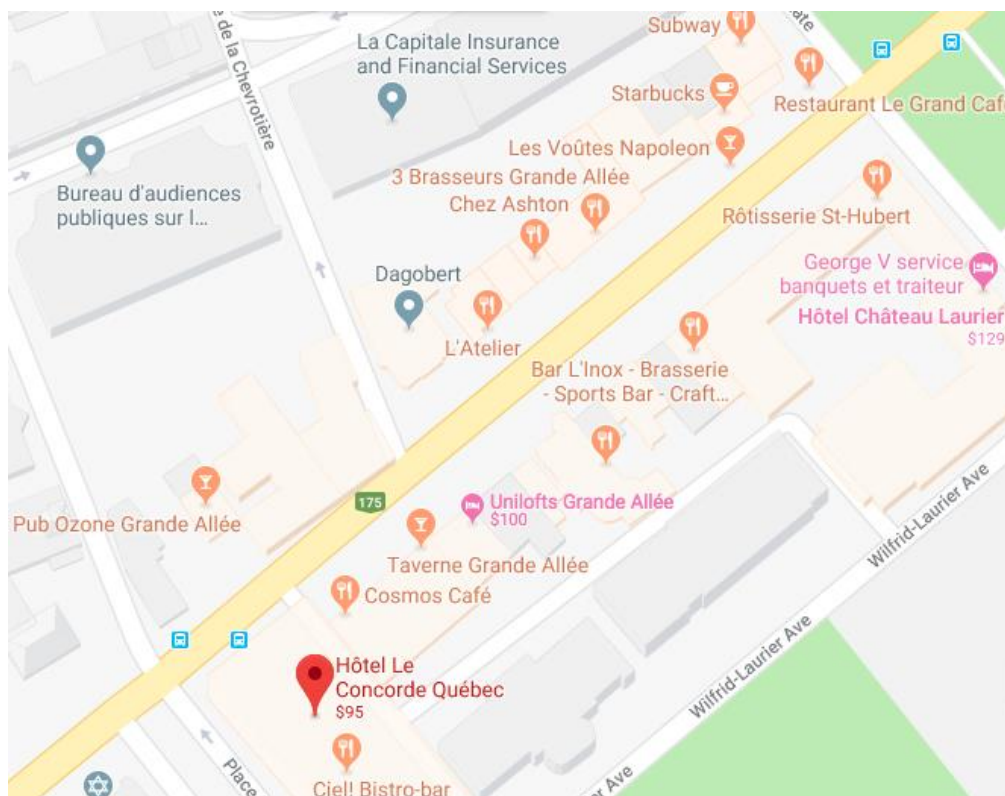 Subway
ate
La Capitale Insurance
and Financial Services
e de la Chevrotière
Starbucks
Restaurant Le Grand Caf
Les Voûtes Napoleon
Bureau d'audiences
publiques sur l...
3 Brasseurs Grande Allée
Chez Ashton
Rôtisserie St-Hubert
George V service
banquets et traiteur
Dagobert
Hôtel Château Laurier
$129
L'Atelier
Bar L'Inox - Brasserie
- Sports Bar - Craft...
175
Unilofts Grande Allée
$100
Pub Ozone Grande Allée
Wilfrid-Laurier Ave
Taverne Grande Allée
Cosmos Café
Hôtel Le
Concorde Québec
$95
Wilfrid-Laurier Ave
Place
Ciel! Bistro-bar
er Ave